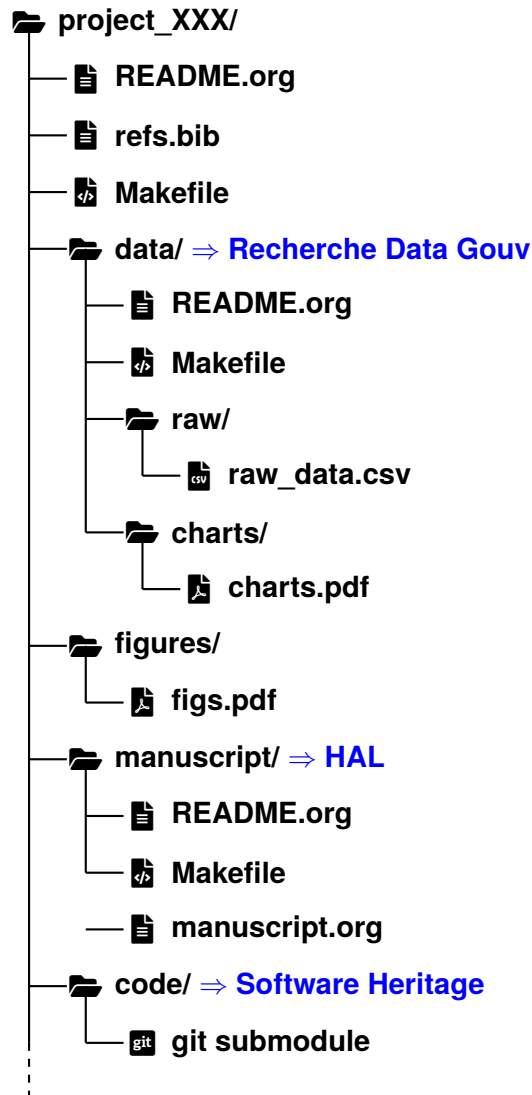 project_XXX/
README.org
refs.bib
Makefile
data/ ⇒ Recherche Data Gouv
README.org
Makefile
raw/
raw_data.csv
charts/
charts.pdf
figures/
figs.pdf
manuscript/ ⇒ HAL
README.org
Makefile
manuscript.org
code/ ⇒ Software Heritage
git submodule